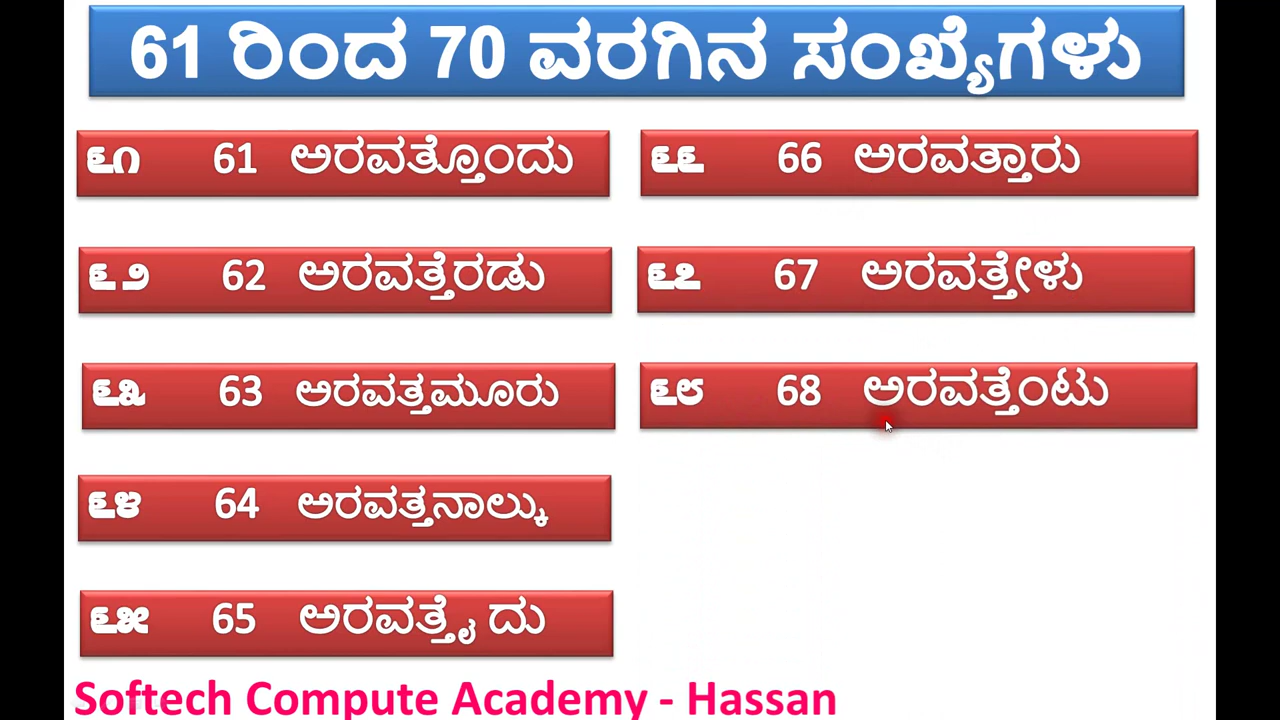 61 ರಿಂದ 70 ವರಗಿನ ಸಂಖ್ಯೆಗಳು
೬೧ 61 ಅರವತ್ತೊಂದು
೬೨ 62 ಅರವತ್ತೆರಡು
೬೩ 63 ಅರವತ್ತಮೂರು
೬೪ 64 ಅರವತ್ತನಾಲ್ಕು
೬೫ 65 ಅರವತ್ತೈ ದು
೬೬ 66 ಅರವತ್ತಾರು
೬೭ 67 ಅರವತ್ತೇಳು
೬೮ 68 ಅರವತ್ತೆಂಟು
Softech Compute Academy - Hassan